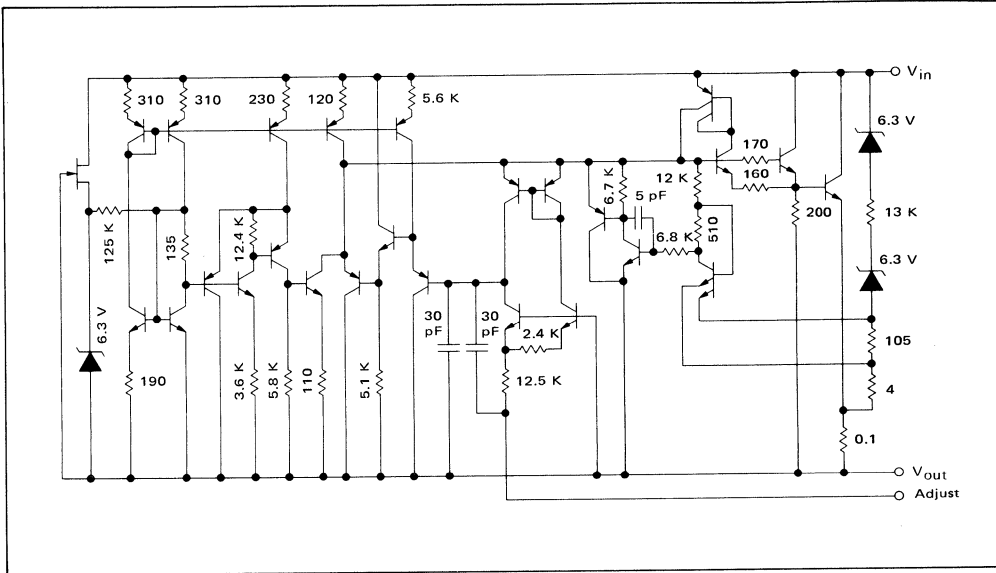 310
310
230
120
5.6 K
V in
6.3 V
170
160
12 K
6.7 K
5 pF
6.8 K
510
200
13 K
6.3 V
125 K
135
12.4 K
6.3 V
190
3.6 K
5.8 K
110
5.1 K
30 pF
30 pF
2.4 K
12.5 K
105
4
0.1
V out
Adjust